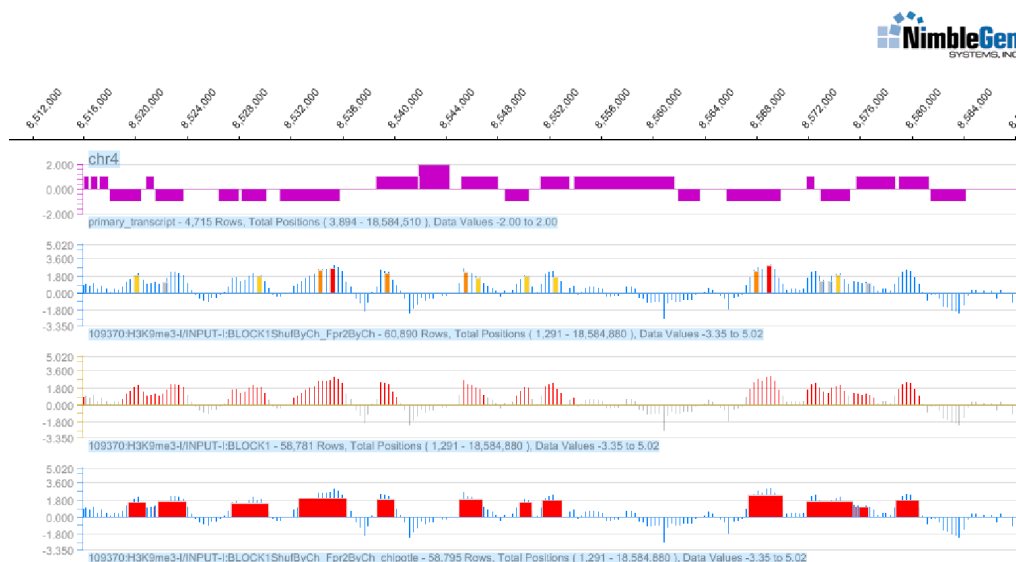 NimbleGen
SYSTEMS, INC
8,512,000 8,516,000 8,520,000 8,524,000 8,528,000 8,532,000 8,536,000 8,540,000 8,544,000 8,548,000 8,552,000 8,556,000 8,560,000 8,564,000 8,568,000 8,572,000 8,576,000 8,580,000 8,584,000
chr4
2.000
0.000
-2.000
primary_transcript - 4,715 Rows, Total Positions ( 3,894 - 18,584,510 ), Data Values -2.00 to 2.00
5.020
3.600
1.800
0.000
-1.800
-3.350
109370:H3K9me3-I/INPUT-I:BLOCK1ShufByCh_Fpr2ByCh - 60,890 Rows, Total Positions ( 1,291 - 18,584,880 ), Data Values -3.35 to 5.02
5.020
3.600
1.800
0.000
-1.800
-3.350
109370:H3K9me3-I/INPUT-I:BLOCK1 - 58,781 Rows, Total Positions ( 1,291 - 18,584,880 ), Data Values -3.35 to 5.02
5.020
3.600
1.800
0.000
-1.800
-3.350
109370:H3K9me3-I/INPUT-I:BLOCK1ShufByCh_Fpr2ByCh_chipotle - 58,795 Rows, Total Positions ( 1,291 - 18,584,880 ), Data Values -3.35 to 5.02